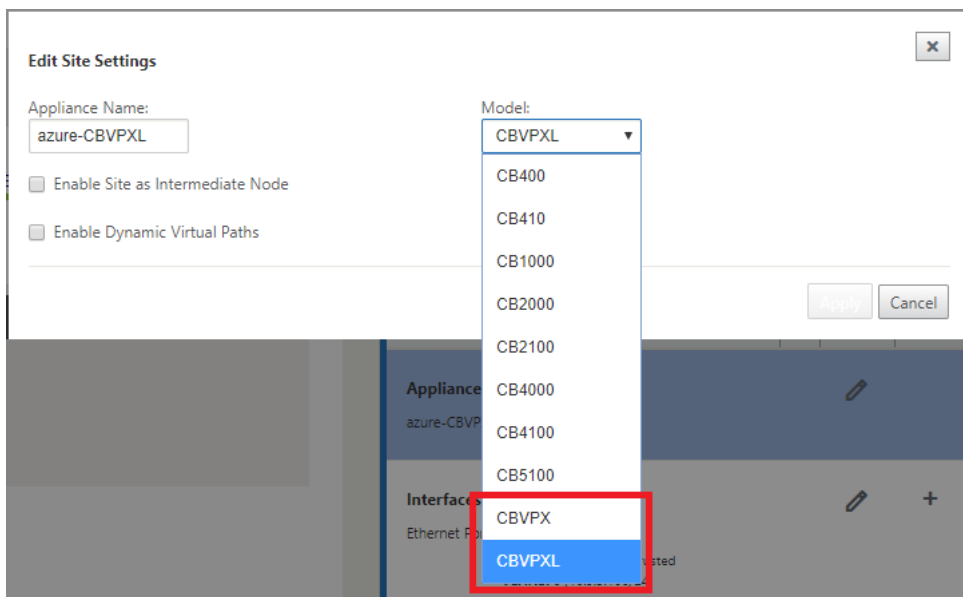 Edit Site Settings
Appliance Name:
Model:
azure-CBVPXL
CBVPXL
Enable Site as Intermediate Node
Enable Dynamic Virtual Paths
CB400
CB410
CB1000
CB2000
CB2100
CB4000
CB4100
CB5100
CBVPX
CBVPXL
Apply
Cancel
Appliance
azure-CBVP
Interfaces
Ethernet